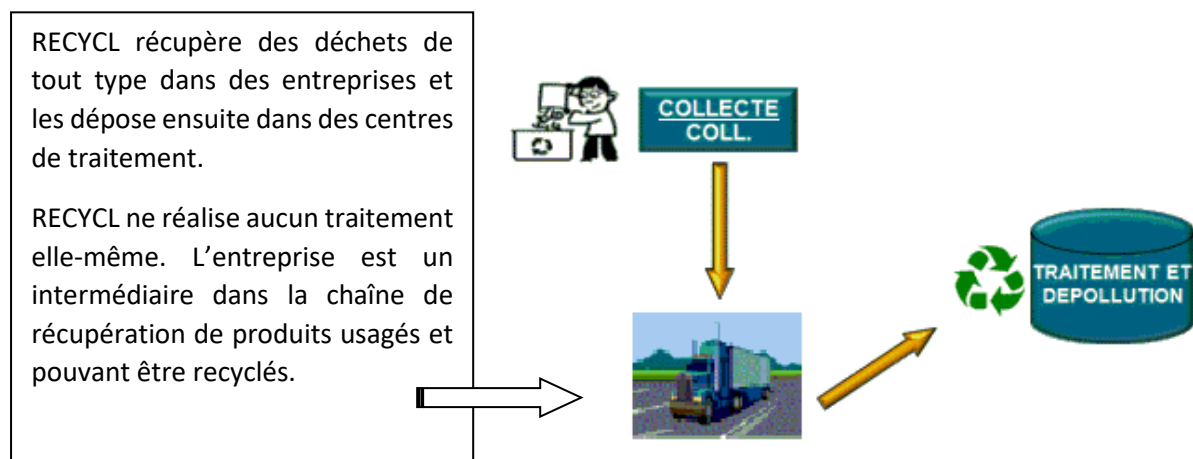 RECYCL récupère des déchets de
tout type dans des entreprises et
les dépose ensuite dans des centres
de traitement.
RECYCL ne réalise aucun traitement
elle-même. L’entreprise est un
intermédiaire dans la chaîne de
récupération de produits usagés et
pouvant être recyclés.
COLLECTE
COLL.
TRAITEMENT ET
DEPOLLUTION